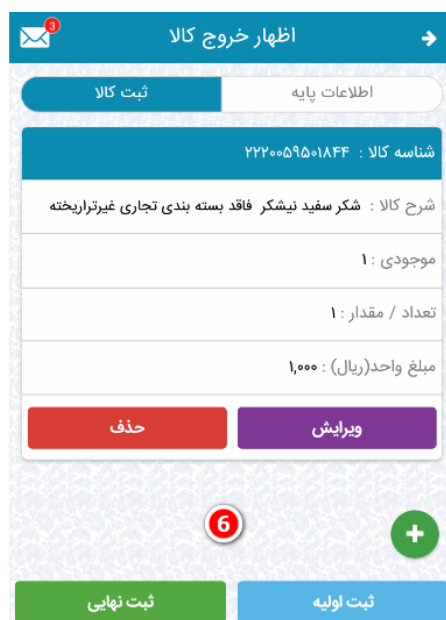 اظهار خروج کالا
3
اطلاعات پایه
ثبت کالا
شناسه کالا : ۲۲۲۰۰۵۹۵۰۱۸۴۴
شرح کالا : شکر سفید نیشکر فاقد بسته بندی تجاری غیرتراریخته
موجودی : ۱
تعداد / مقدار : ۱
مبلغ واحد(ریال) : ۱,۰۰۰
ویرایش
حذف
6
+
ثبت اولیه
ثبت نهایی